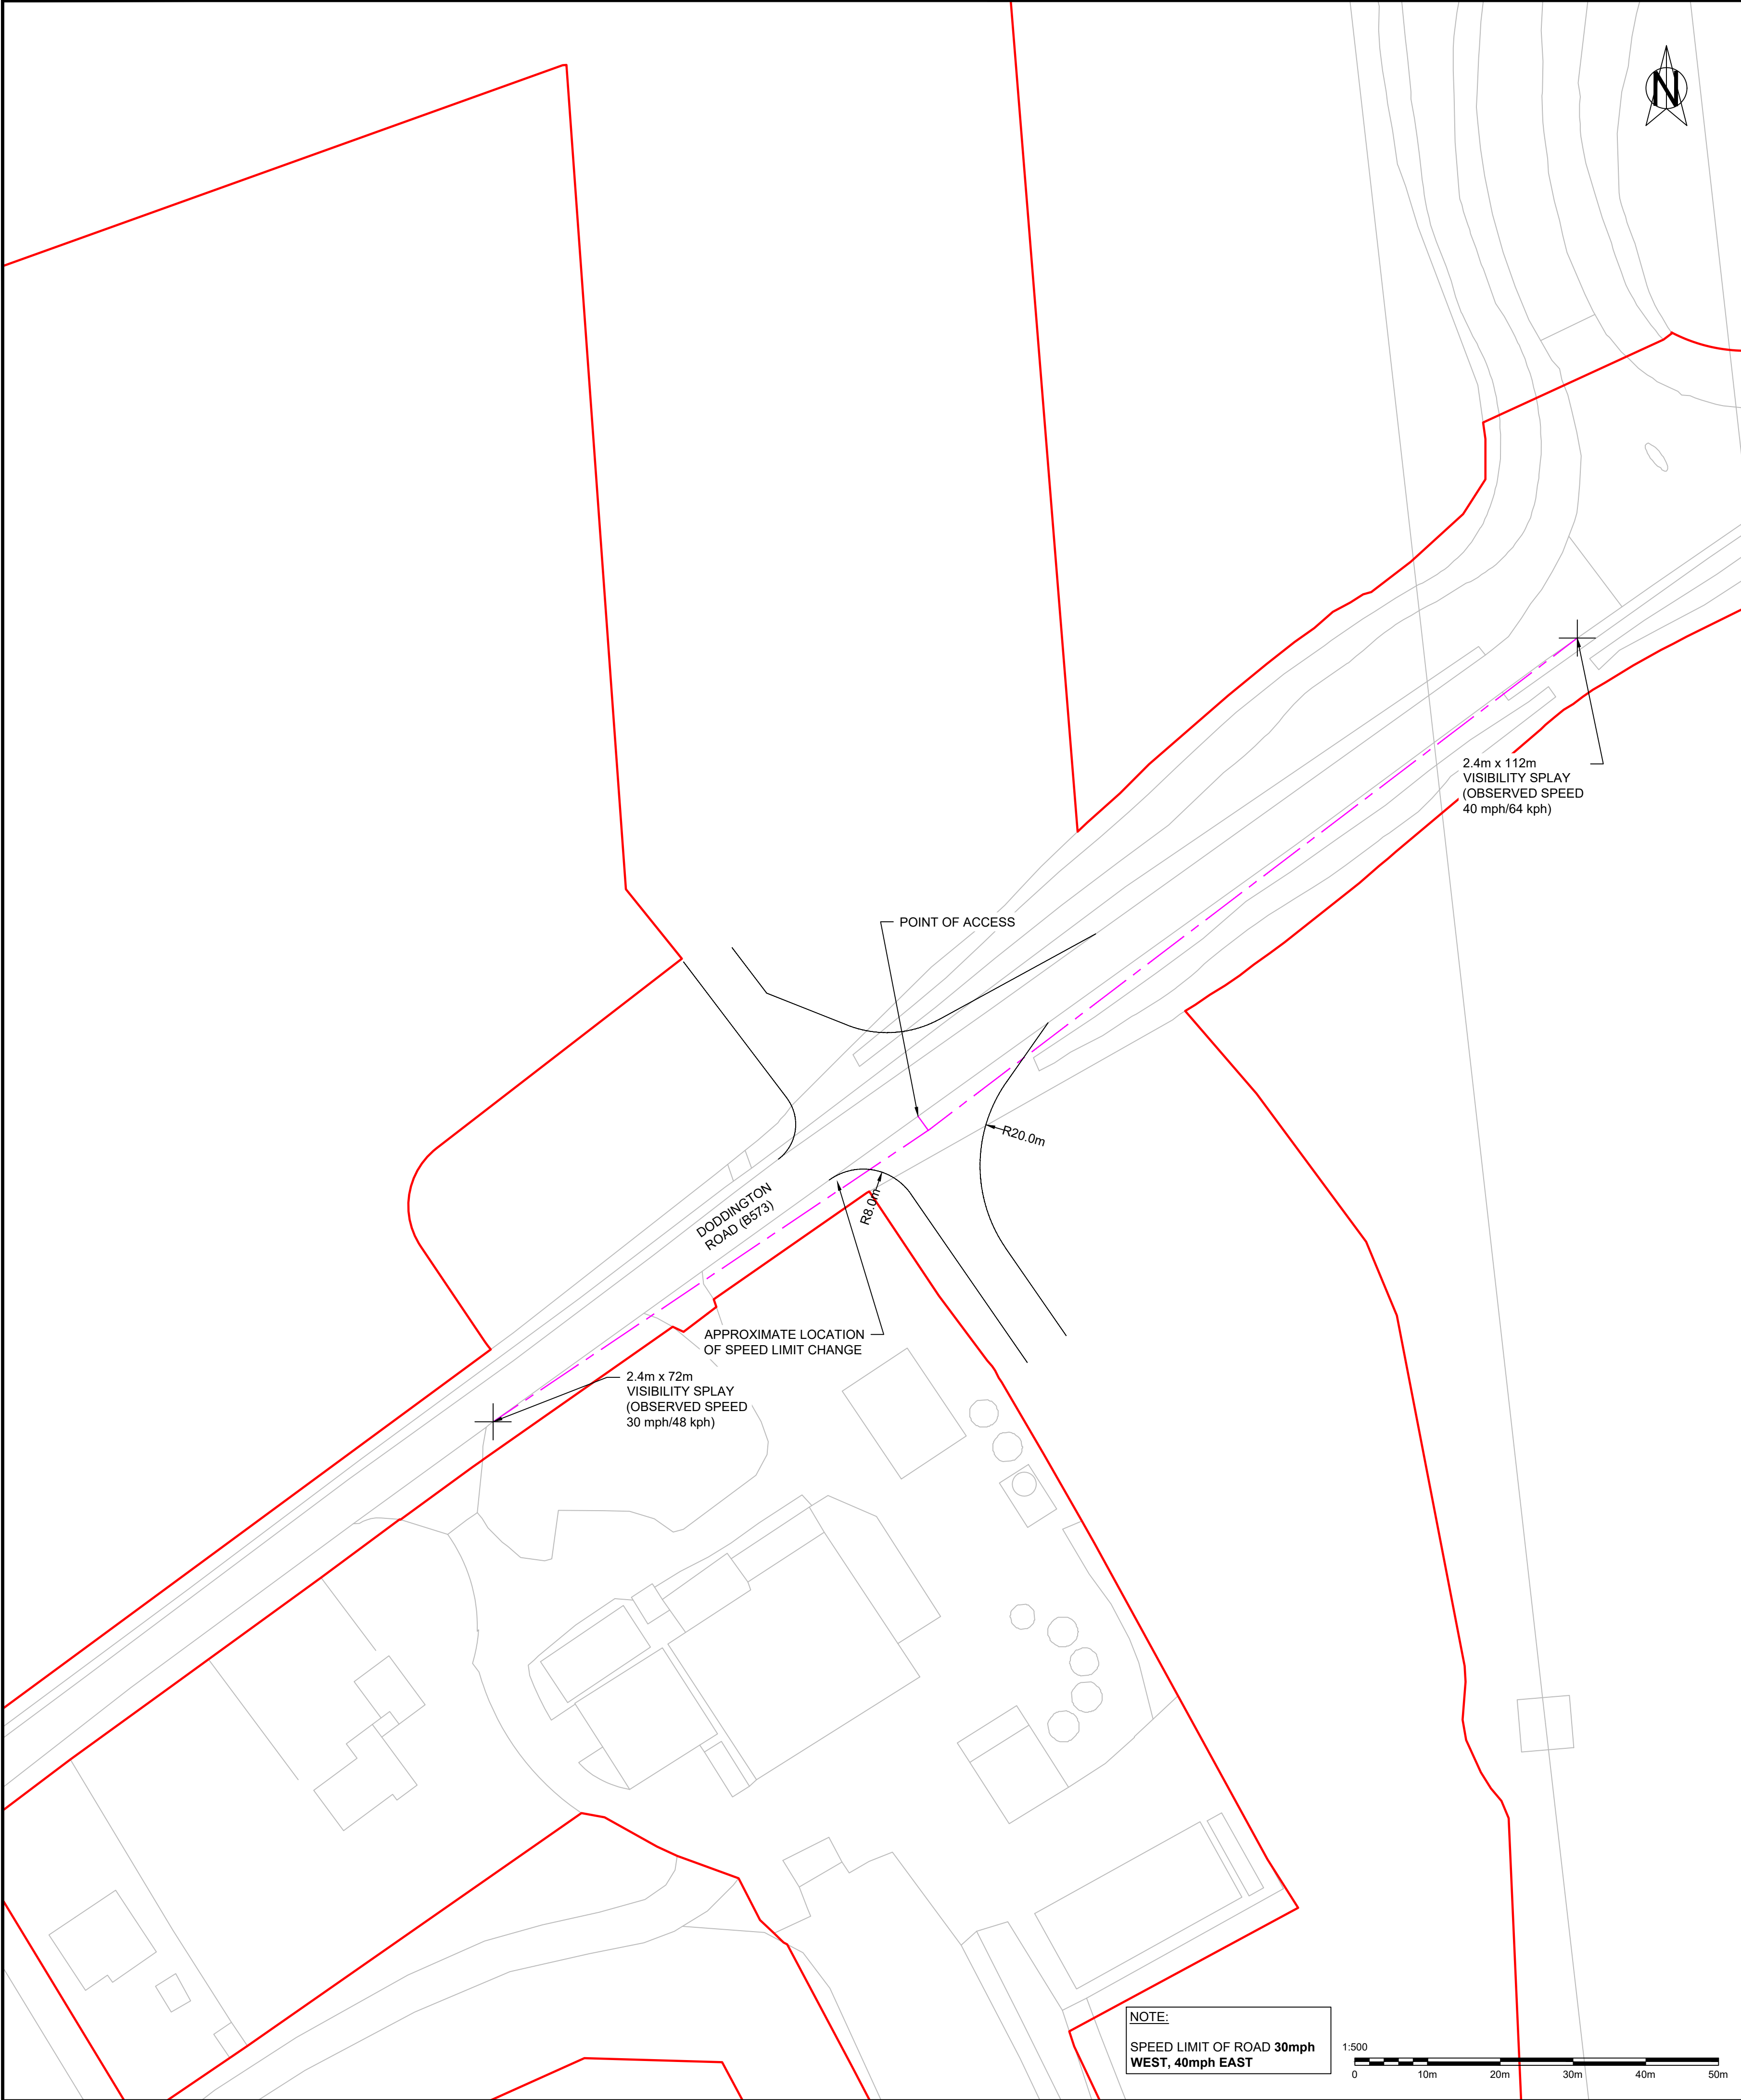 N
2.4m x 112m
VISIBILITY SPLAY
(OBSERVED SPEED
40 mph/64 kph)
POINT OF ACCESS
R20.0m
R8.0m
DODDINGTON
ROAD (B573)
APPROXIMATE LOCATION
OF SPEED LIMIT CHANGE
2.4m x 72m
VISIBILITY SPLAY
(OBSERVED SPEED
30 mph/48 kph)
NOTE:
SPEED LIMIT OF ROAD 30mph
WEST, 40mph EAST
1:500
0 10m 20m 30m 40m 50m